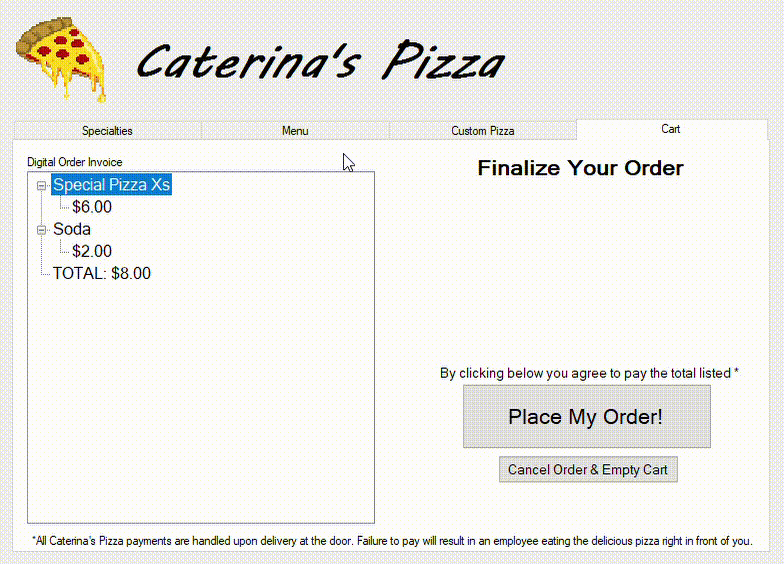 Caterina's Pizza
Specialties
Menu
Custom Pizza
Cart
Digital Order Invoice
Special Pizza Xs
$6.00
Soda
$2.00
TOTAL: $8.00
Finalize Your Order
By clicking below you agree to pay the total listed *
Place My Order!
Cancel Order & Empty Cart
*All Caterina's Pizza payments are handled upon delivery at the door. Failure to pay will result in an employee eating the delicious pizza right in front of you.